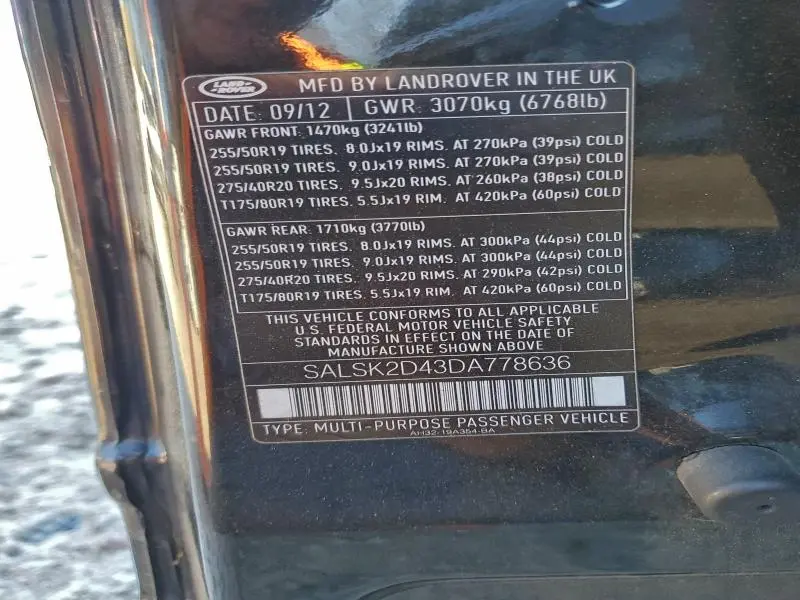 LAND
ROVER
MFD BY LANDROVER IN THE UK
DATE: 09/12 GWR: 3070kg (6768lb)
GAWR FRONT: 1470kg (3241lb)
255/50R19 TIRES. 8.0Jx19 RIMS. AT 270kPa (39psi) COLD
255/50R19 TIRES. 9.0Jx19 RIMS. AT 270kPa (39psi) COLD
275/40R20 TIRES. 9.5Jx20 RIMS. AT 260kPa (38psi) COLD
T175/80R19 TIRES. 5.5Jx19 RIM. AT 420kPa (60psi) COLD
GAWR REAR: 1710kg (3770lb)
255/50R19 TIRES. 8.0Jx19 RIMS. AT 300kPa (44psi) COLD
255/50R19 TIRES. 9.0Jx19 RIMS. AT 300kPa (44psi) COLD
275/40R20 TIRES. 9.5Jx20 RIMS. AT 290kPa (42psi) COLD
T175/80R19 TIRES. 5.5Jx19 RIM. AT 420kPa (60psi) COLD
THIS VEHICLE CONFORMS TO ALL APPLICABLE
U.S. FEDERAL MOTOR VEHICLE SAFETY
STANDARDS IN EFFECT ON THE DATE OF
MANUFACTURE SHOWN ABOVE
SALSK2D43DA778636
TYPE: MULTI-PURPOSE PASSENGER VEHICLE
AH32-19A354-BA